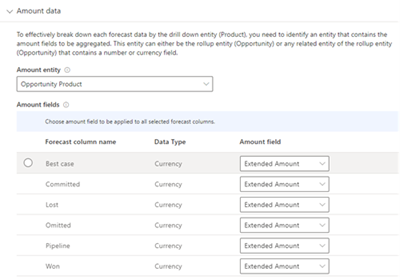 Amount data
To effectively break down each forecast data by the drill down entity (Product), you need to identify an entity that contains the
amount fields to be aggregated. This entity can either be the rollup entity (Opportunity) or any related entity of the rollup entity
(Opportunity) that contains a number or currency field.
Amount entity
Opportunity Product
Amount fields
Choose amount field to be applied to all selected forecast columns.
Forecast column name Data Type Amount field
Best case Currency Extended Amount
Committed Currency Extended Amount
Lost Currency Extended Amount
Omitted Currency Extended Amount
Pipeline Currency Extended Amount
Won Currency Extended Amount